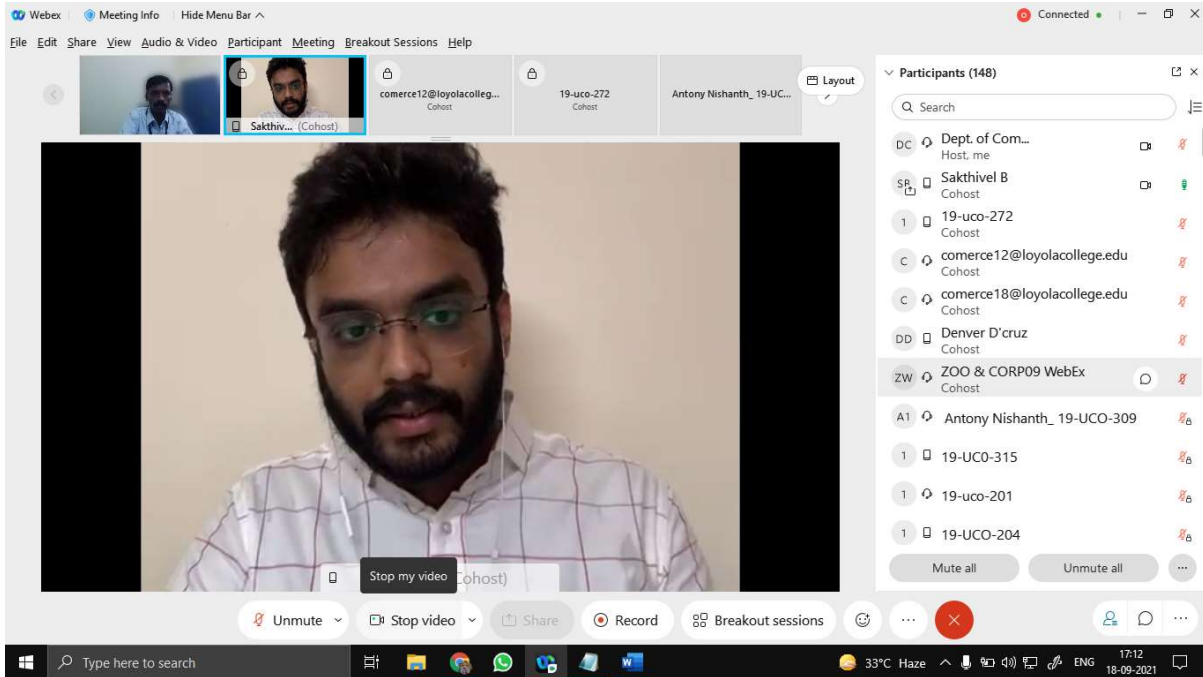 Webex Meeting Info Hide Menu Bar Connected
File Edit Share View Audio & Video Participant Meeting Breakout Sessions Help
Sakthiv... (Cohost)
comerce12@loyolacolleg...
Cohost
19-uco-272
Cohost
Antony Nishanth_ 19-UC...
Layout
Participants (148)
Search
DC Dept. of Com...
Host, me
Sakthivel B
Cohost
1 19-uco-272
Cohost
C comerce12@loyolacollege.edu
Cohost
C comerce18@loyolacollege.edu
Cohost
DD Denver D'cruz
Cohost
ZW ZOO & CORP09 WebEx
Cohost
A1 Antony Nishanth_ 19-UCO-309
1 19-UC0-315
1 19-uco-201
1 19-UCO-204
Mute all Unmute all
Stop my video
Cohost)
Unmute Stop video Share Record Breakout sessions
Type here to search
33°C Haze ENG
17:12
18-09-2021